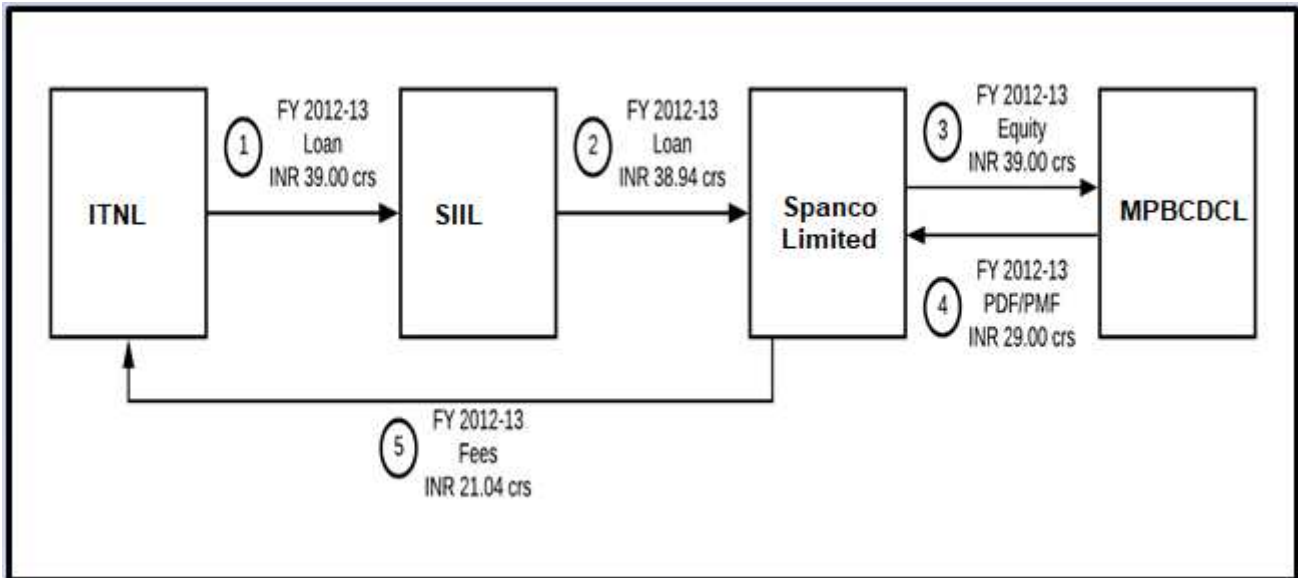 ITNL
1
FY 2012-13
Loan
INR 39.00 crs
SIIL
2
FY 2012-13
Loan
INR 38.94 crs
Spanco
Limited
3
FY 2012-13
Equity
INR 39.00 crs
4
FY 2012-13
PDF/PMF
INR 29.00 crs
MPBCDCL
5
FY 2012-13
Fees
INR 21.04 crs